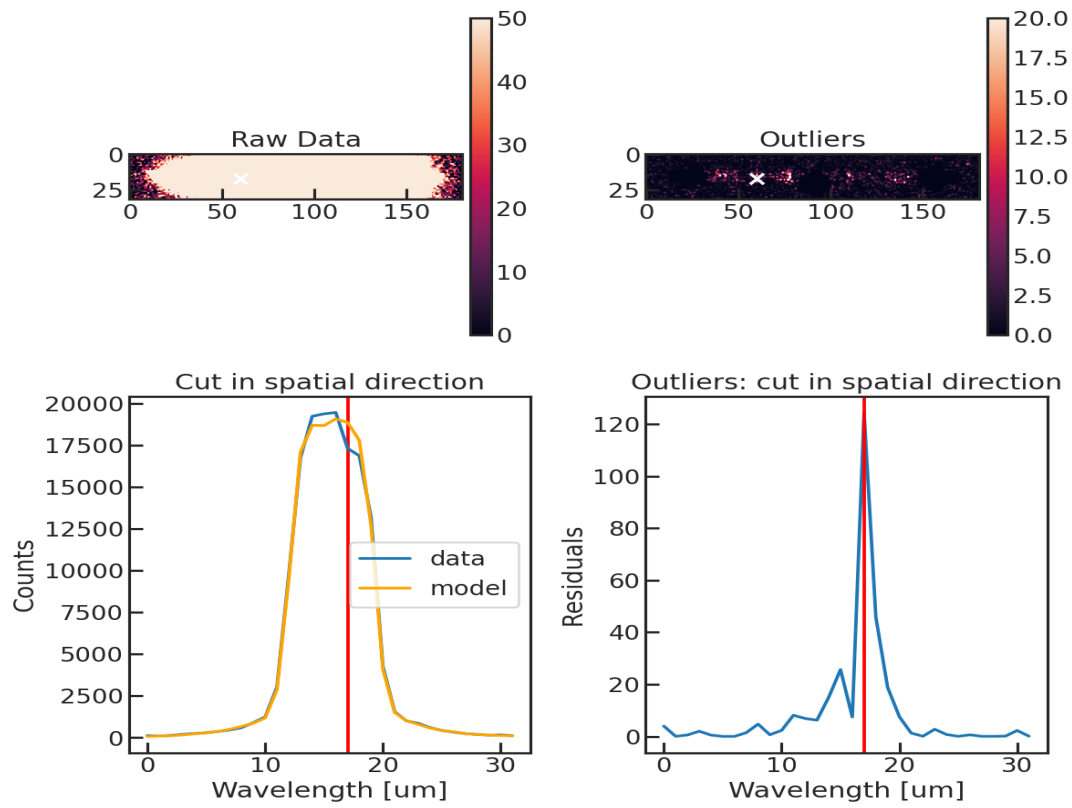 Raw Data
0
25
0 50 100 150
50
40
30
20
10
0
Outliers
0
25
0 50 100 150
20.0
17.5
15.0
12.5
10.0
7.5
5.0
2.5
0.0
Cut in spatial direction
Counts
20000
17500
15000
12500
10000
7500
5000
2500
0
data
model
0 10 20 30
Wavelength [um]
Outliers: cut in spatial direction
Residuals
120
100
80
60
40
20
0
0 10 20 30
Wavelength [um]